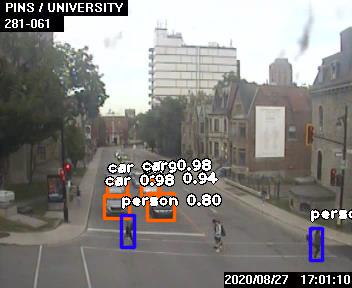 PINS / UNIVERSITY
281-061
car car 0.98
car 0.98 0.94
person 0.80
perso
2020/08/27 17:01:10